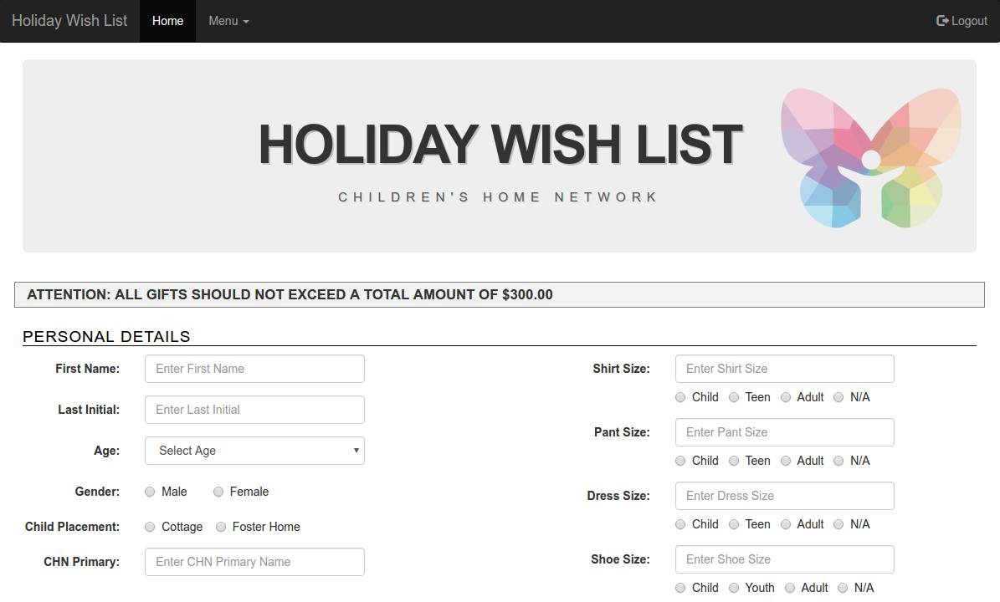 Holiday Wish List Home Menu Logout
HOLIDAY WISH LIST
CHILDREN'S HOME NETWORK
ATTENTION: ALL GIFTS SHOULD NOT EXCEED A TOTAL AMOUNT OF $300.00
PERSONAL DETAILS
First Name: Enter First Name
Last Initial: Enter Last Initial
Age: Select Age
Gender: Male Female
Child Placement: Cottage Foster Home
CHN Primary: Enter CHN Primary Name
Shirt Size: Enter Shirt Size
Child Teen Adult N/A
Pant Size: Enter Pant Size
Child Teen Adult N/A
Dress Size: Enter Dress Size
Child Teen Adult N/A
Shoe Size: Enter Shoe Size
Child Youth Adult N/A